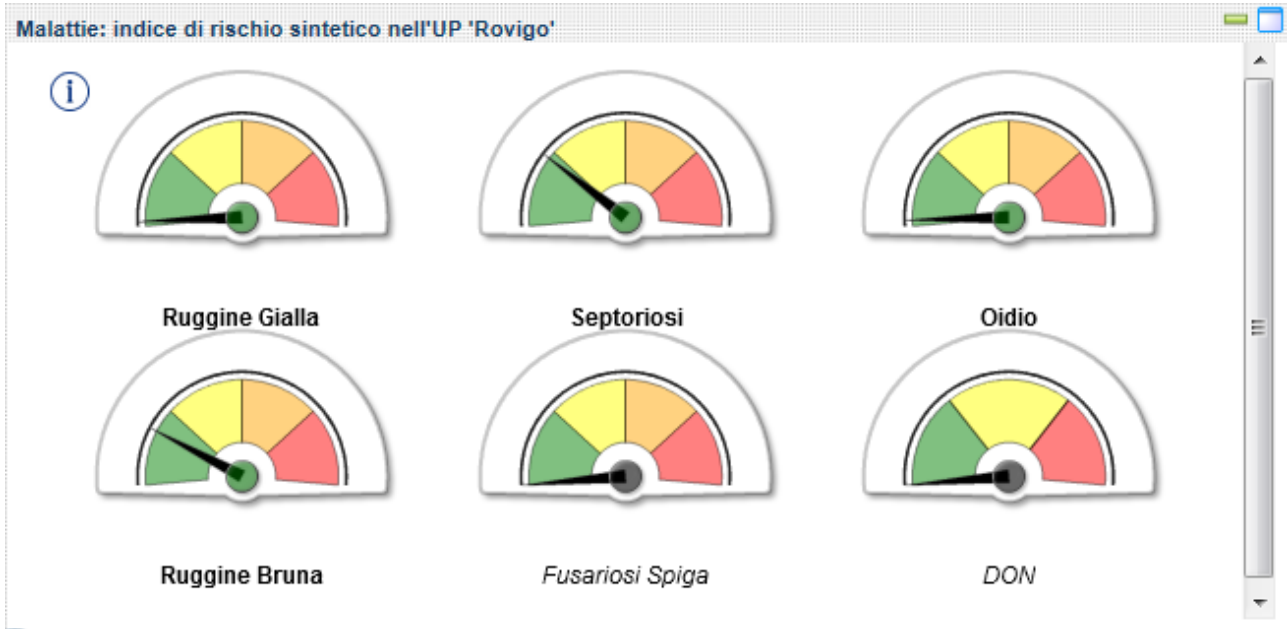 Malattie: indice di rischio sintetico nell'UP 'Rovigo'
i
Ruggine Gialla
Septoriosi
Oidio
Ruggine Bruna
Fusariosi Spiga
DON